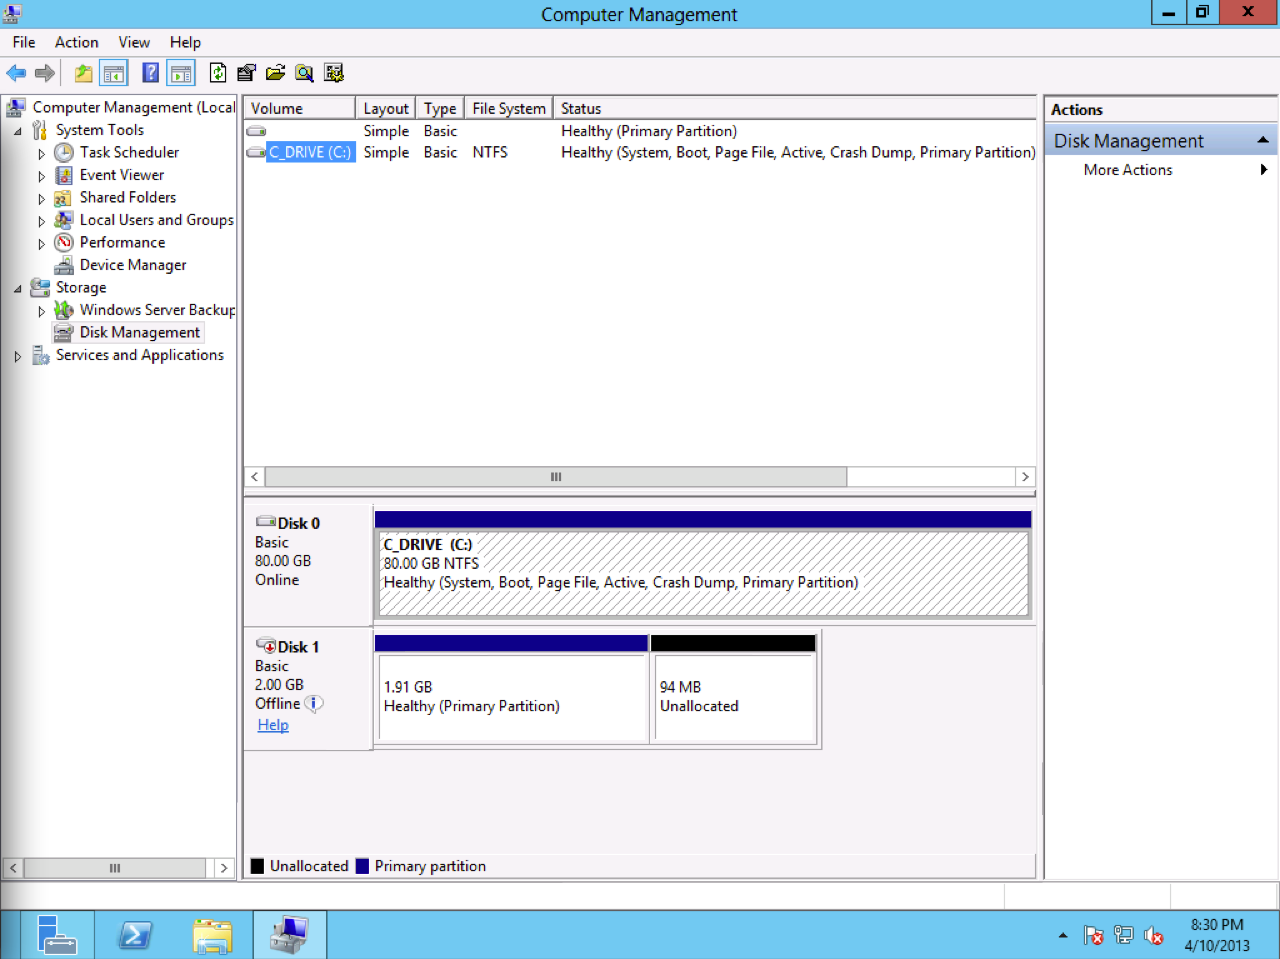 Computer Management
File Action View Help
Computer Management (Local
System Tools
Task Scheduler
Event Viewer
Shared Folders
Local Users and Groups
Performance
Device Manager
Storage
Windows Server Backup
Disk Management
Services and Applications
Volume Layout Type File System Status
Simple Basic Healthy (Primary Partition)
C_DRIVE (C:) Simple Basic NTFS Healthy (System, Boot, Page File, Active, Crash Dump, Primary Partition)
Disk 0
Basic
80.00 GB
Online
C_DRIVE (C:)
80.00 GB NTFS
Healthy (System, Boot, Page File, Active, Crash Dump, Primary Partition)
Disk 1
Basic
2.00 GB
Offline
Help
1.91 GB
Healthy (Primary Partition)
94 MB
Unallocated
Unallocated Primary partition
Actions
Disk Management
More Actions
8:30 PM
4/10/2013